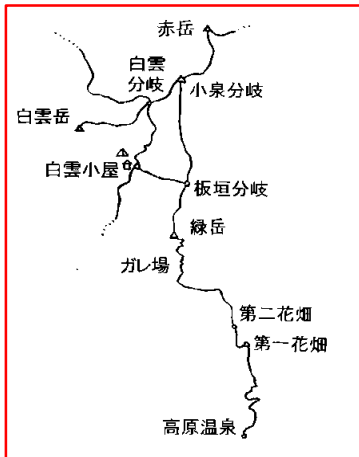 赤岳
白雲
分岐
小泉分岐
白雲岳
白雲小屋
板垣分岐
緑岳
ガレ場
第二花畑
第一花畑
高原温泉